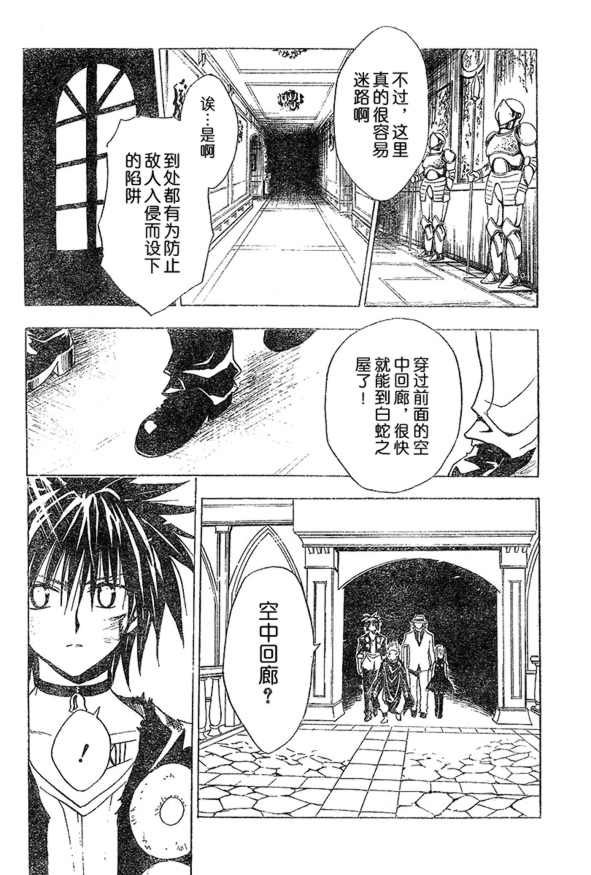 不过，这里
真的很容易
迷路啊
诶…是啊
到处都有为防止
敌人入侵而设下
的陷阱
穿过前面的空
中回廊，很快
就能到白蛇之
屋了！
空中回廊？
！